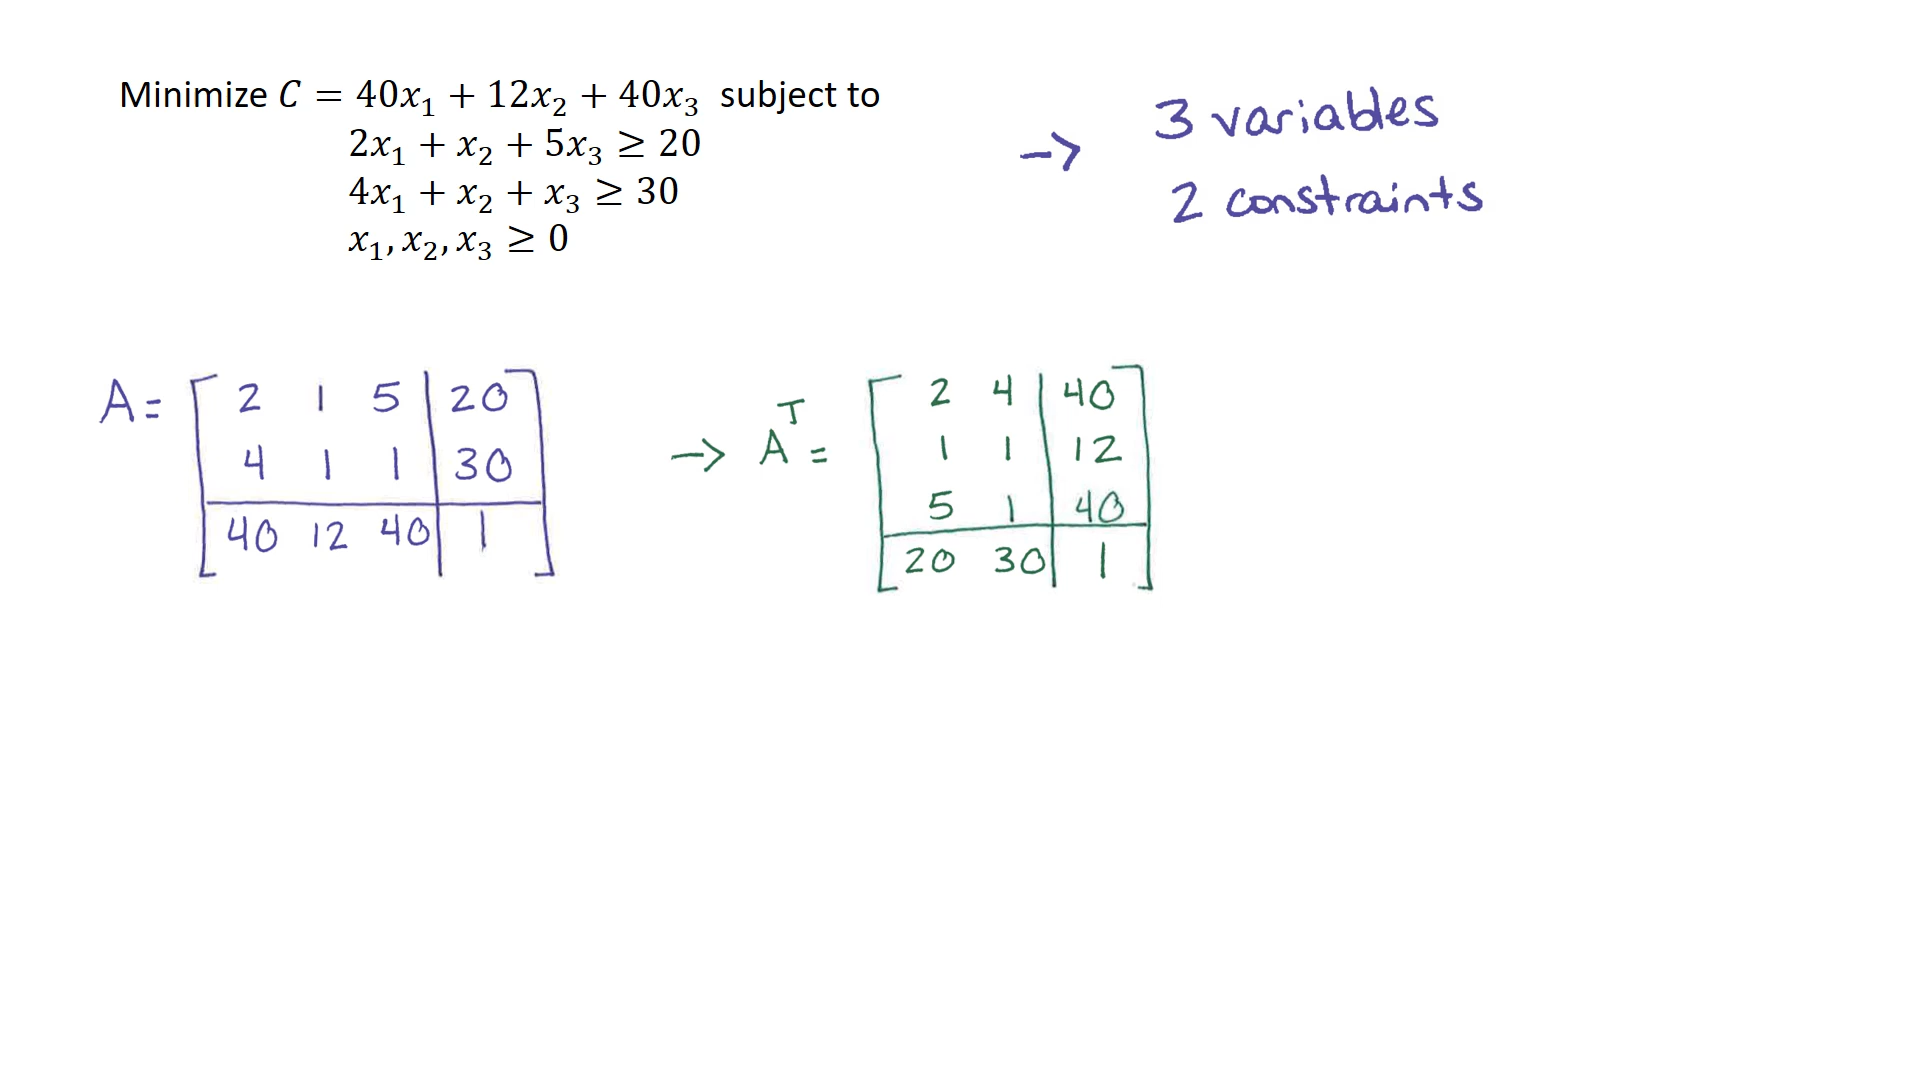 Minimize C = 40x₁ + 12x₂ + 40x₃ subject to
2x₁ + x₂ + 5x₃ ≥ 20
4x₁ + x₂ + x₃ ≥ 30
x₁, x₂, x₃ ≥ 0
→ 3 variables
2 constraints
A = [ 2 1 5 | 20
4 1 1 | 30
40 12 40 | 1 ]
→ Aᵀ = [ 2 4 | 40
1 1 | 12
5 1 | 40
20 30 | 1 ]